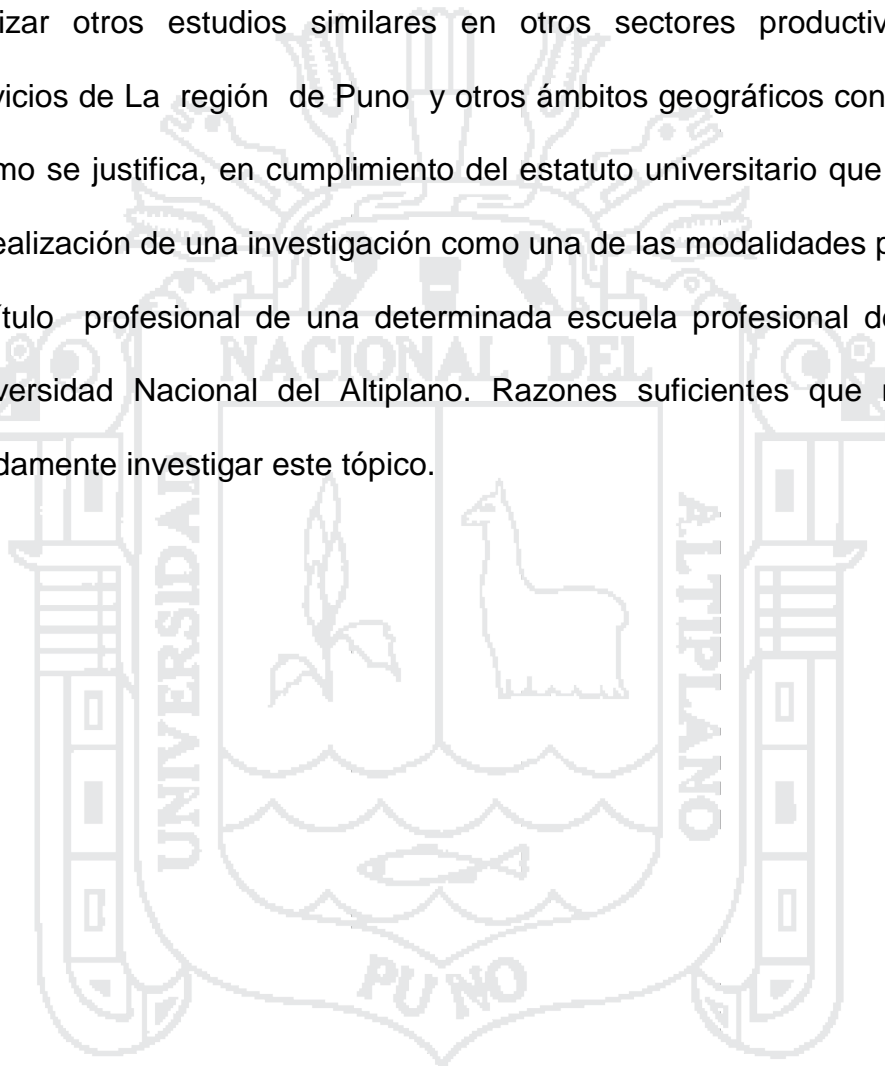 izar otros estudios similares en otros sectores productiv
vicios de La región de Puno y otros ámbitos geográficos con
mo se justifica, en cumplimiento del estatuto universitario que
ealización de una investigación como una de las modalidades p
ítulo profesional de una determinada escuela profesional de
versidad Nacional del Altiplano. Razones suficientes que
damente investigar este tópico.
NACIONAL DEL
UNIVERSIDAD
ALTIPLANO
PUNO